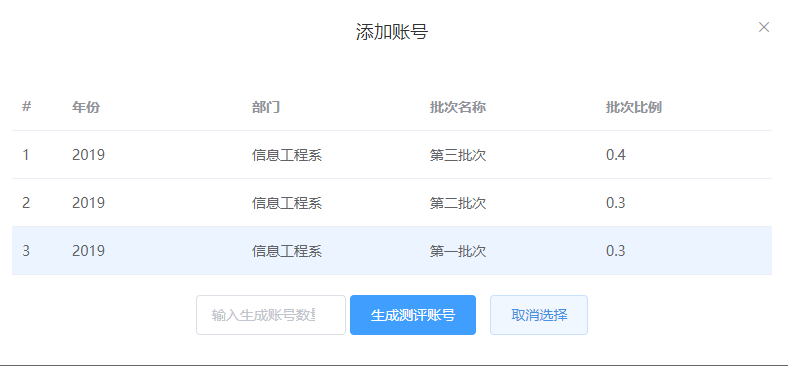 添加账号
# 年份 部门 批次名称 批次比例
1 2019 信息工程系 第三批次 0.4
2 2019 信息工程系 第二批次 0.3
3 2019 信息工程系 第一批次 0.3
输入生成账号数 生成测评账号 取消选择